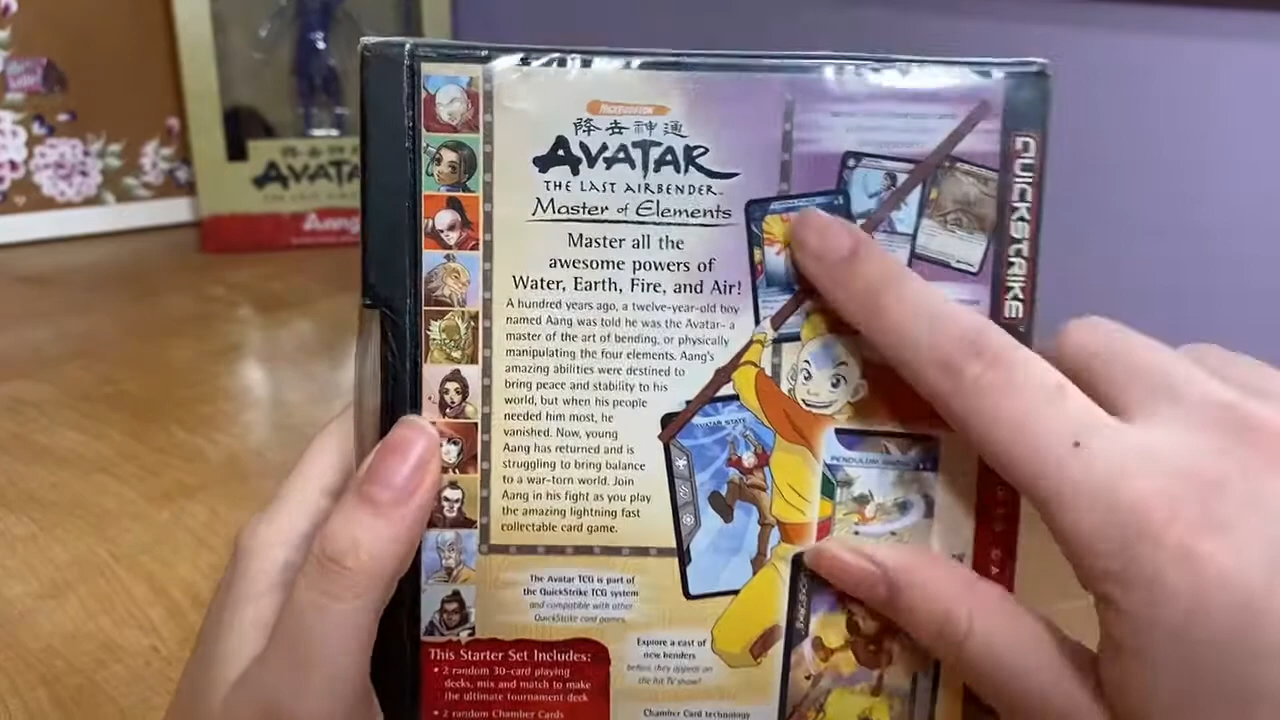 NICKELODEON
降去神通
AVATAR
THE LAST AIRBENDER
Master of Elements
Master all the
awesome powers of
Water, Earth, Fire, and Air!
A hundred years ago, a twelve-year-old boy
named Aang was told he was the Avatar- a
master of the art of bending, or physically
manipulating the four elements. Aang's
amazing abilities were destined to
bring peace and stability to his
world, but when his people
needed him most, he
vanished. Now, young
Aang has returned and is
struggling to bring balance
to a war-torn world. Join
Aang in his fight as you play
the amazing lightning fast
collectable card game.
The Avatar TCG is part of
the QuickStrike TCG system
and compatible with other
QuickStrike card games.
This Starter Set Includes:
• 2 random 30-card playing
decks, mix and match to make
the ultimate tournament deck
• 2 random Chamber Cards
Explore a cast of
new benders
before they appear on
the hit TV show!
Chamber Card technology
AVATAR STATE
PENDULUM
QUICKSTRIKE
AVATA
Aang